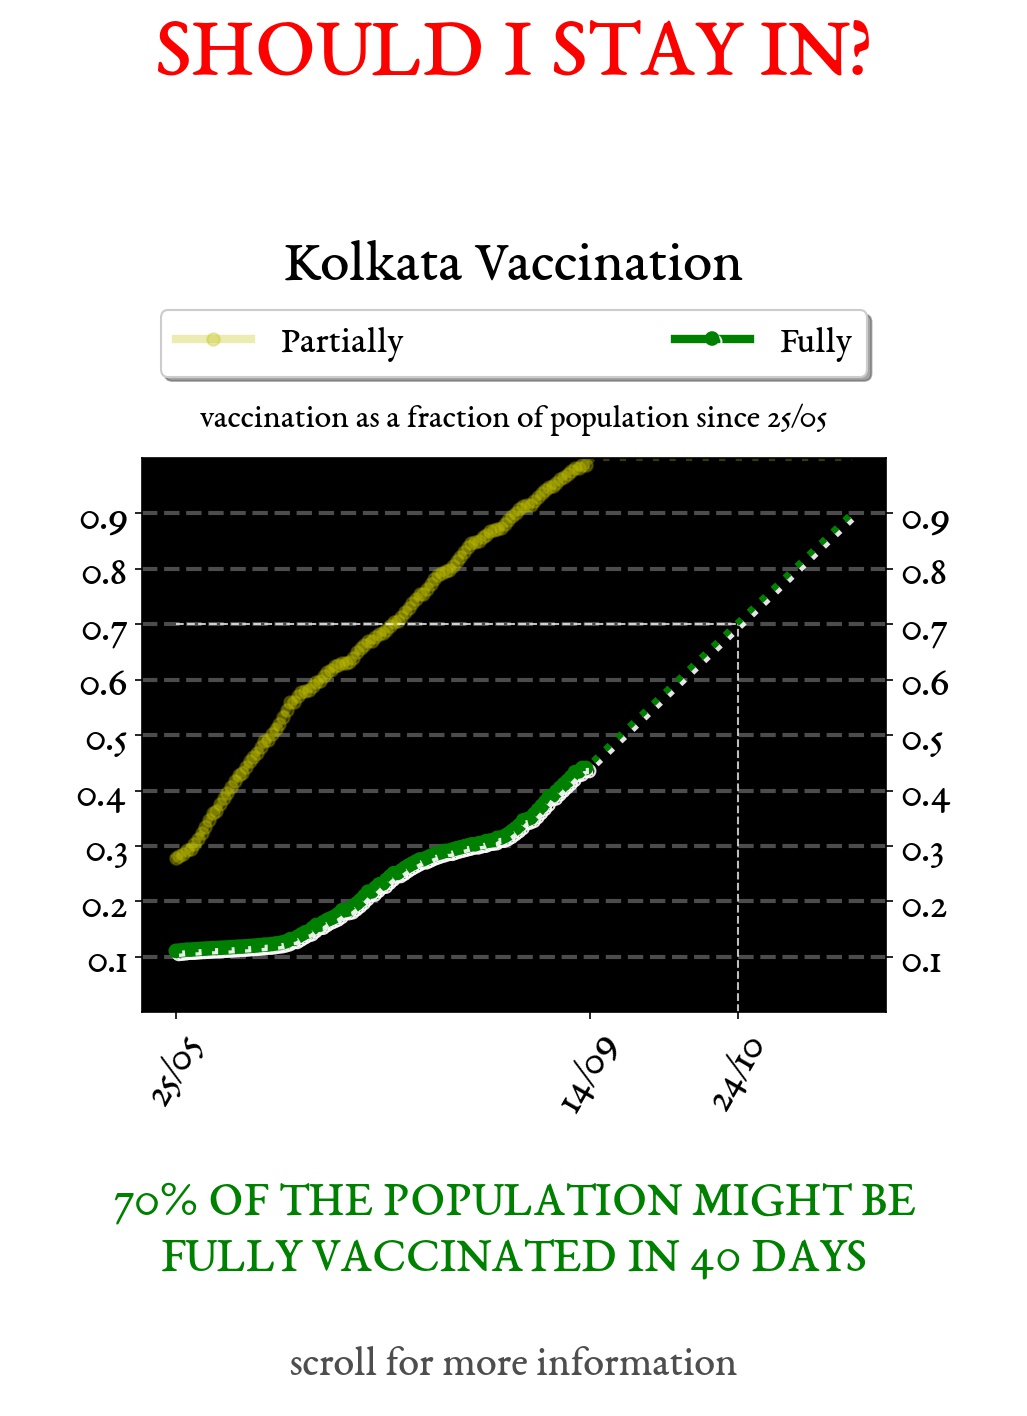 SHOULD I STAY IN?
Kolkata Vaccination
Partially
Fully
vaccination as a fraction of population since 25/05
0.9 0.9
0.8 0.8
0.7 0.7
0.6 0.6
0.5 0.5
0.4 0.4
0.3 0.3
0.2 0.2
0.1 0.1
25/05 14/09 24/10
70% OF THE POPULATION MIGHT BE
FULLY VACCINATED IN 40 DAYS
scroll for more information